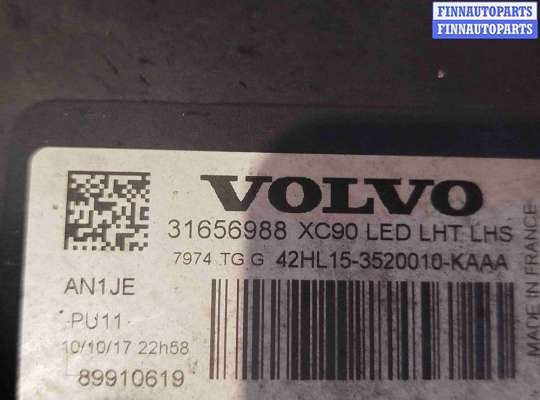 FINNAUTOPARTS
FINNAUTOPARTS
VOLVO
31656988 XC90 LED LHT LHS
7974 TG G 42HL15-3520010-KAAA
AN1JE
PU11
10/10/17 22h58
89910619
MADE IN FRANCE